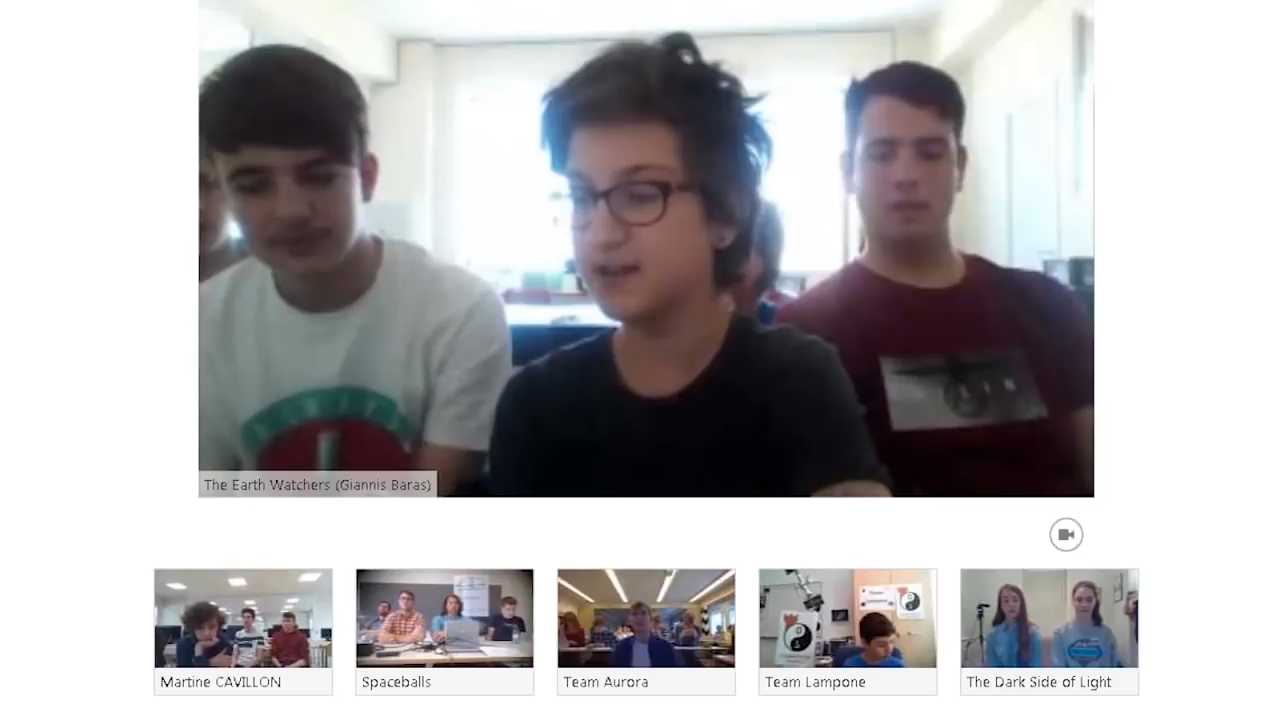 The Earth Watchers (Giannis Baras)
Martine CAVILLON
Spaceballs
Team Aurora
Team Lampone
The Dark Side of Light